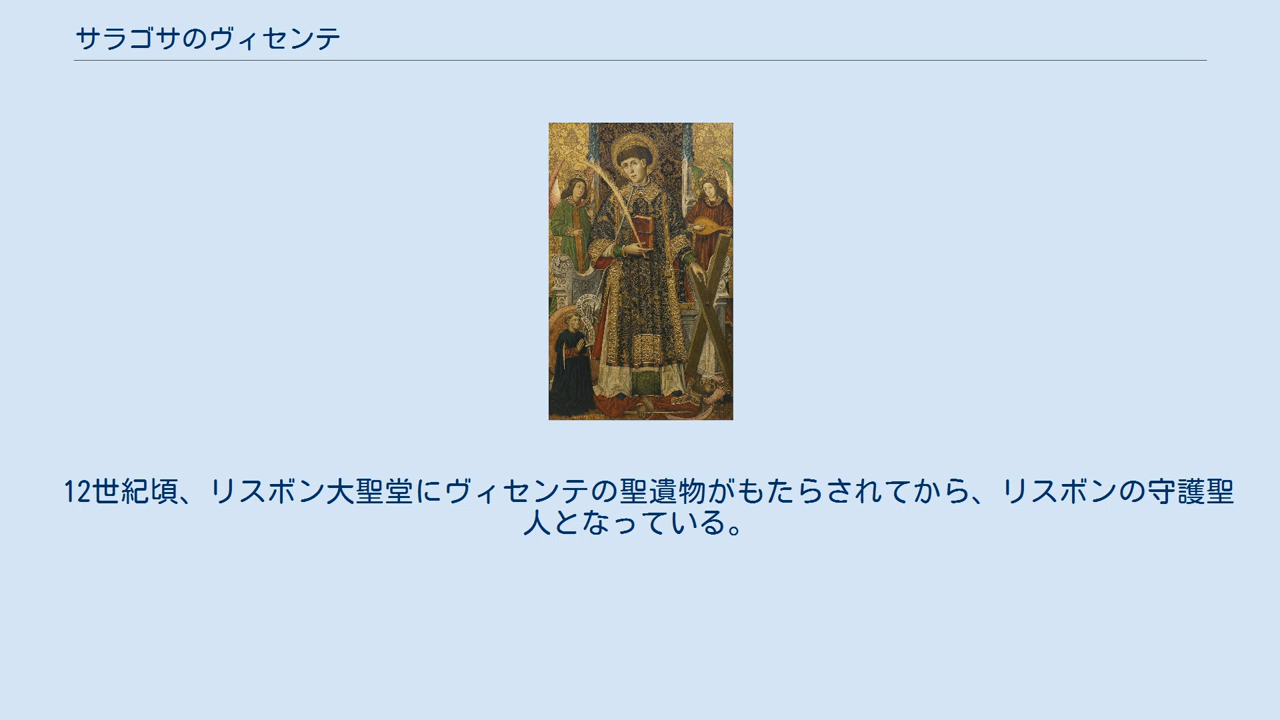 サラゴサのヴィセンテ
12世紀頃、リスボン大聖堂にヴィセンテの聖遺物がもたらされてから、リスボンの守護聖
人となっている。